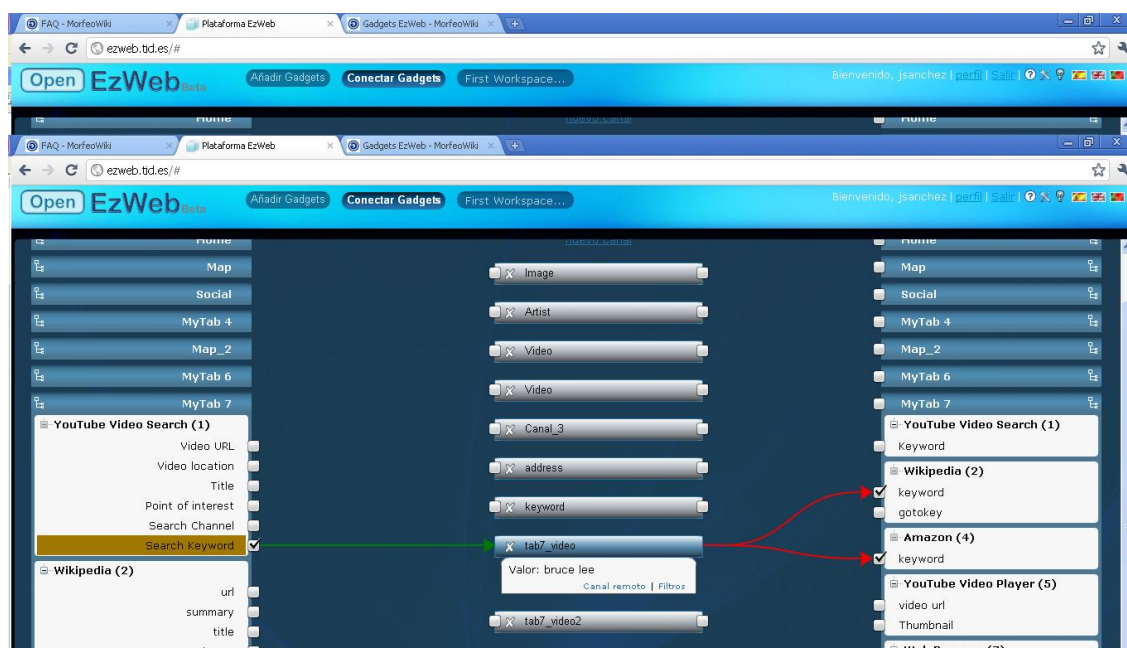 FAQ - MorfeoWiki
Plataforma EzWeb
Gadgets EzWeb - MorfeoWiki
ezweb.tid.es/#
Open EzWeb Beta
Añadir Gadgets
Conectar Gadgets
First Workspace...
Bienvenido, jsanchez | perfil | Salir |
Home
nuevo canal
Home
FAQ - MorfeoWiki
Plataforma EzWeb
Gadgets EzWeb - MorfeoWiki
ezweb.tid.es/#
Open EzWeb Beta
Añadir Gadgets
Conectar Gadgets
First Workspace...
Bienvenido, jsanchez | perfil | Salir |
Home
Map
Social
MyTab 4
Map_2
MyTab 6
MyTab 7
YouTube Video Search (1)
Video URL
Video location
Title
Point of interest
Search Channel
Search Keyword
Wikipedia (2)
url
summary
title
nuevo canal
Image
Artist
Video
Video
Canal_3
address
keyword
tab7_video
Valor: bruce lee
Canal remoto | Filtros
tab7_video2
Home
Map
Social
MyTab 4
Map_2
MyTab 6
MyTab 7
YouTube Video Search (1)
Keyword
Wikipedia (2)
keyword
gotokey
Amazon (4)
keyword
YouTube Video Player (5)
video url
Thumbnail